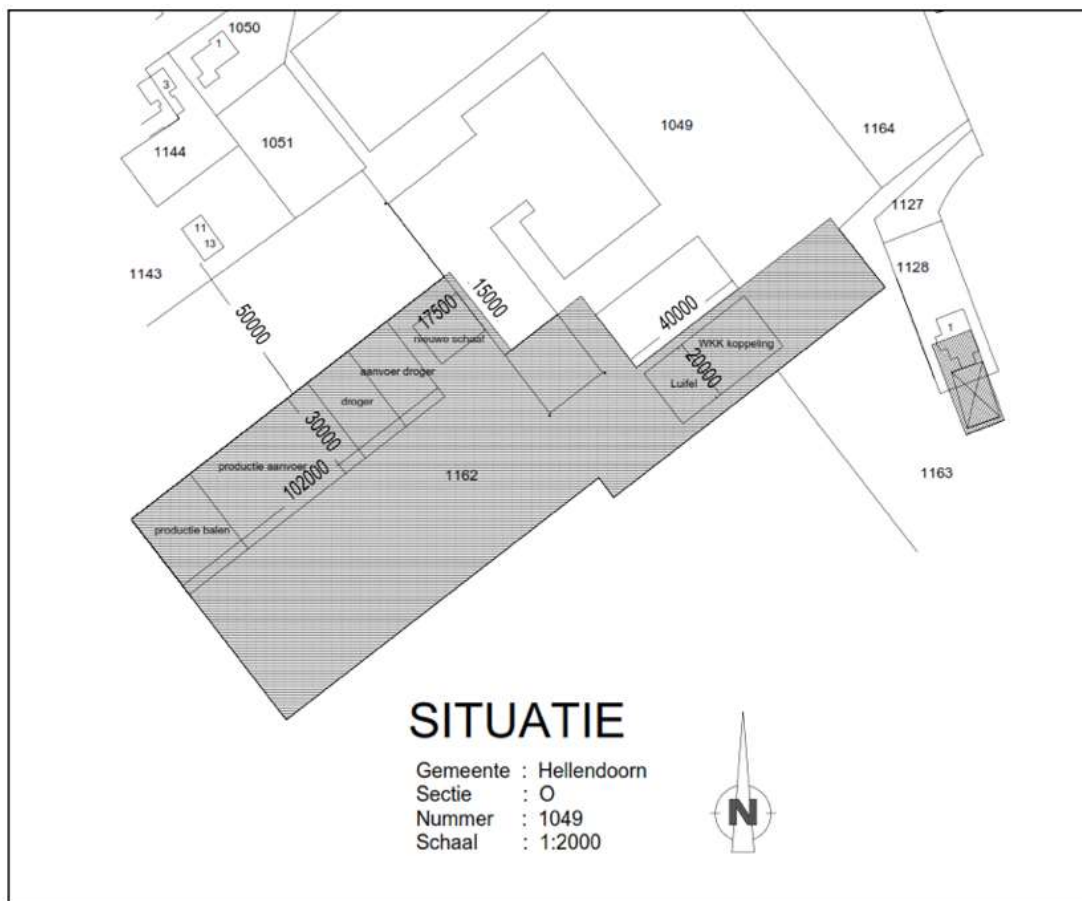 1050
1
3
1049
1164
1144
1051
1127
11
13
1143
1128
15000
17500
50000
40000
nieuwe schaaf
WKK koppeling
aanvoer droger
20000
Luifel
droger
30000
productie aanvoer
102000
1162
1163
productie balen
SITUATIE
Gemeente : Hellendoorn
Sectie : O
Nummer : 1049
Schaal : 1:2000
N